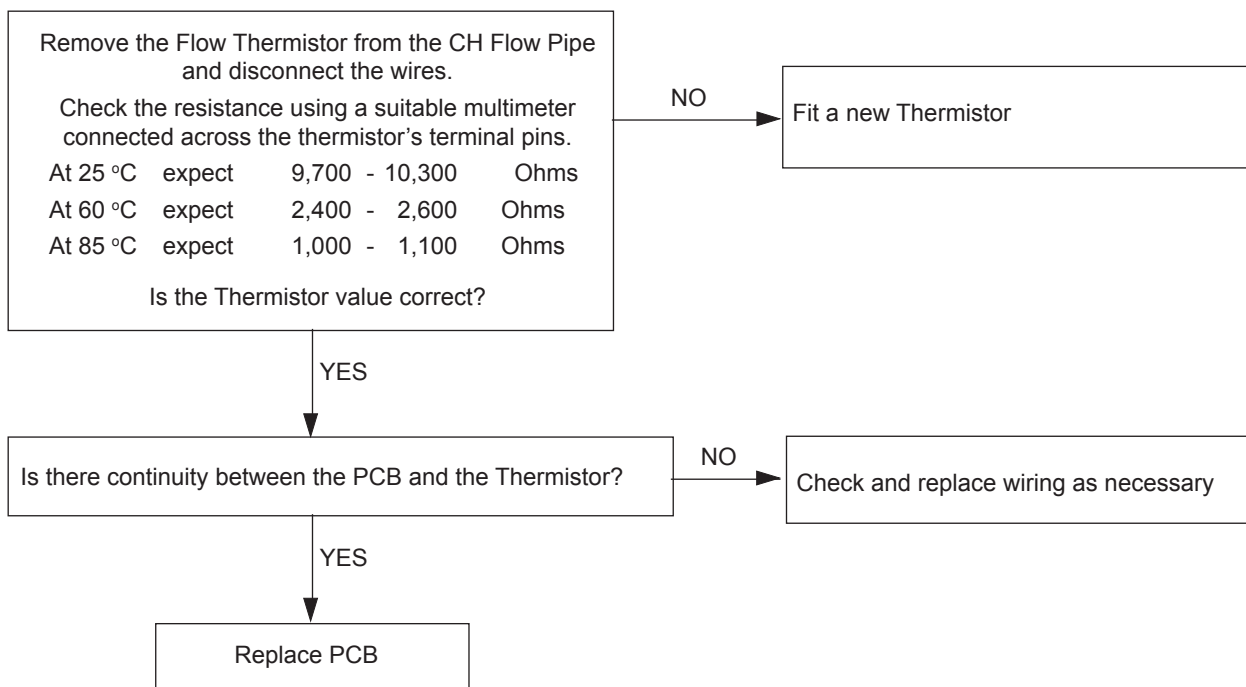 Remove the Flow Thermistor from the CH Flow Pipe
and disconnect the wires.
Check the resistance using a suitable multimeter
connected across the thermistor's terminal pins.
At 25 ºC expect 9,700 - 10,300 Ohms
At 60 ºC expect 2,400 - 2,600 Ohms
At 85 ºC expect 1,000 - 1,100 Ohms
Is the Thermistor value correct?
NO
Fit a new Thermistor
YES
Is there continuity between the PCB and the Thermistor?
NO
Check and replace wiring as necessary
YES
Replace PCB